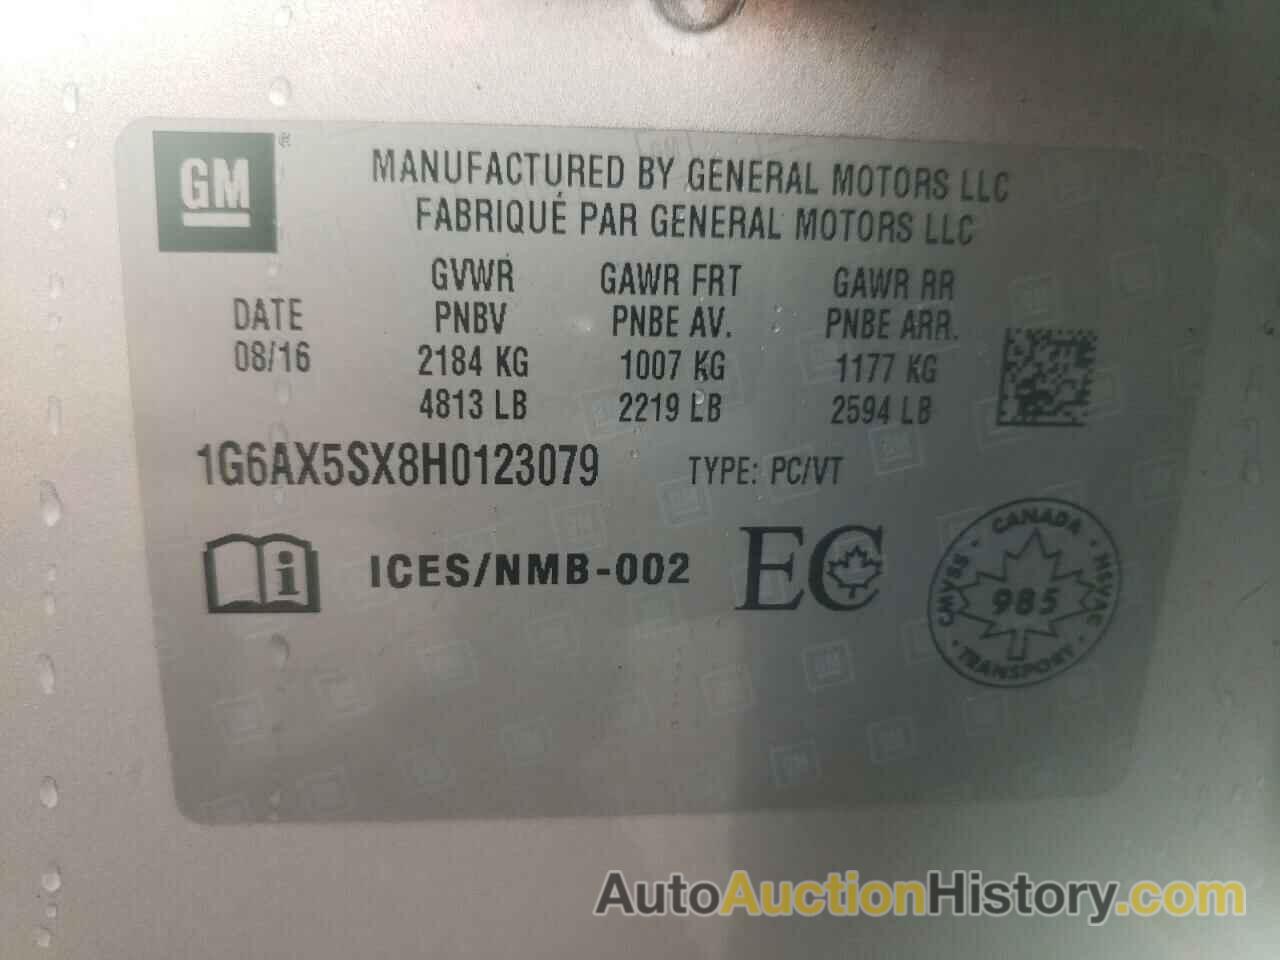 GM ®
MANUFACTURED BY GENERAL MOTORS LLC
FABRIQUÉ PAR GENERAL MOTORS LLC
DATE
08/16
GVWR
PNBV
2184 KG
4813 LB
GAWR FRT
PNBE AV.
1007 KG
2219 LB
GAWR RR
PNBE ARR.
1177 KG
2594 LB
1G6AX5SX8H0123079 TYPE: PC/VT
i ICES/NMB-002 EC
CANADA
CMVSS · NSVAC
985
· TRANSPORT ·
AutoAuctionHistory.com